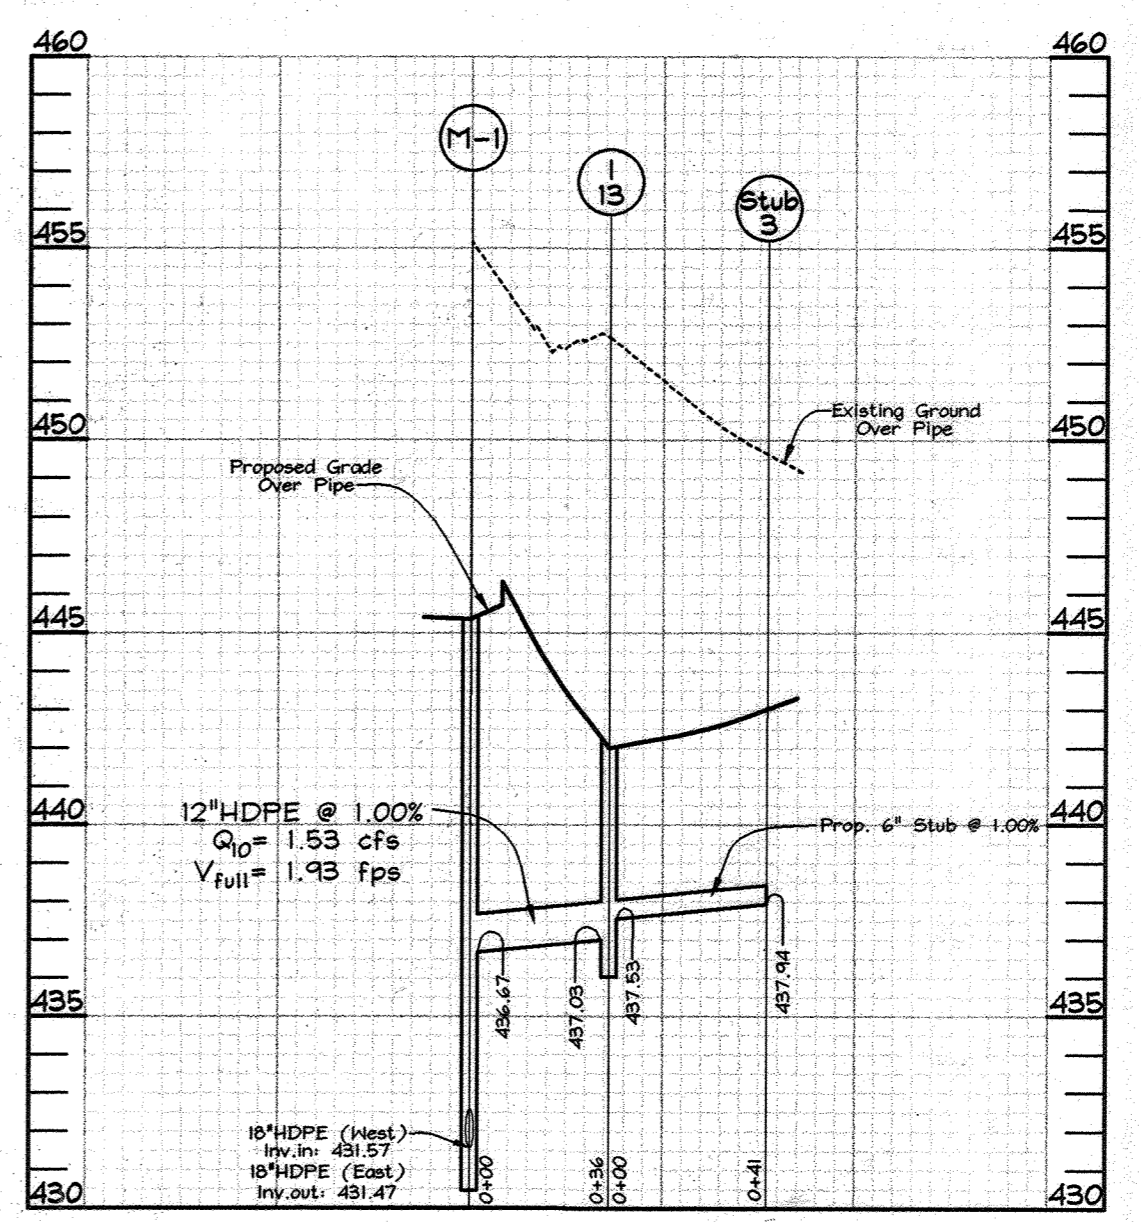 460
460
M-1
1
13
Stub
3
455
455
Existing Ground
Over Pipe
450
450
Proposed Grade
Over Pipe
445
445
12"HDPE @ 1.00%
Q10= 1.53 cfs
Vfull= 1.93 fps
440
440
Prop. 6" Stub @ 1.00%
436.67
437.03
437.53
437.94
435
435
18"HDPE (West)
Inv.in: 431.57
18"HDPE (East)
Inv.out: 431.47
0+00
0+36
0+00
0+41
430
430